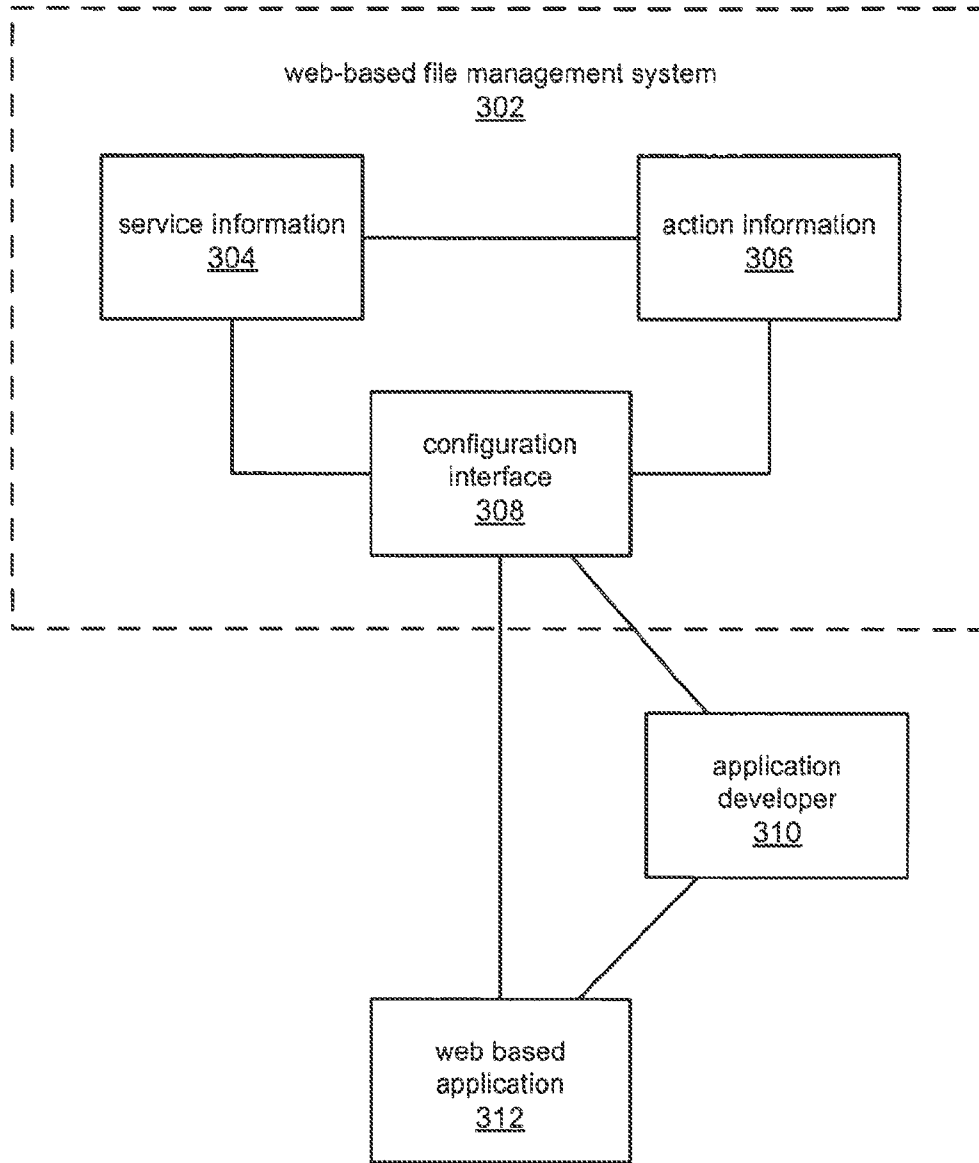 web-based file management system
302
service information
304
action information
306
configuration
interface
308
application
developer
310
web based
application
312